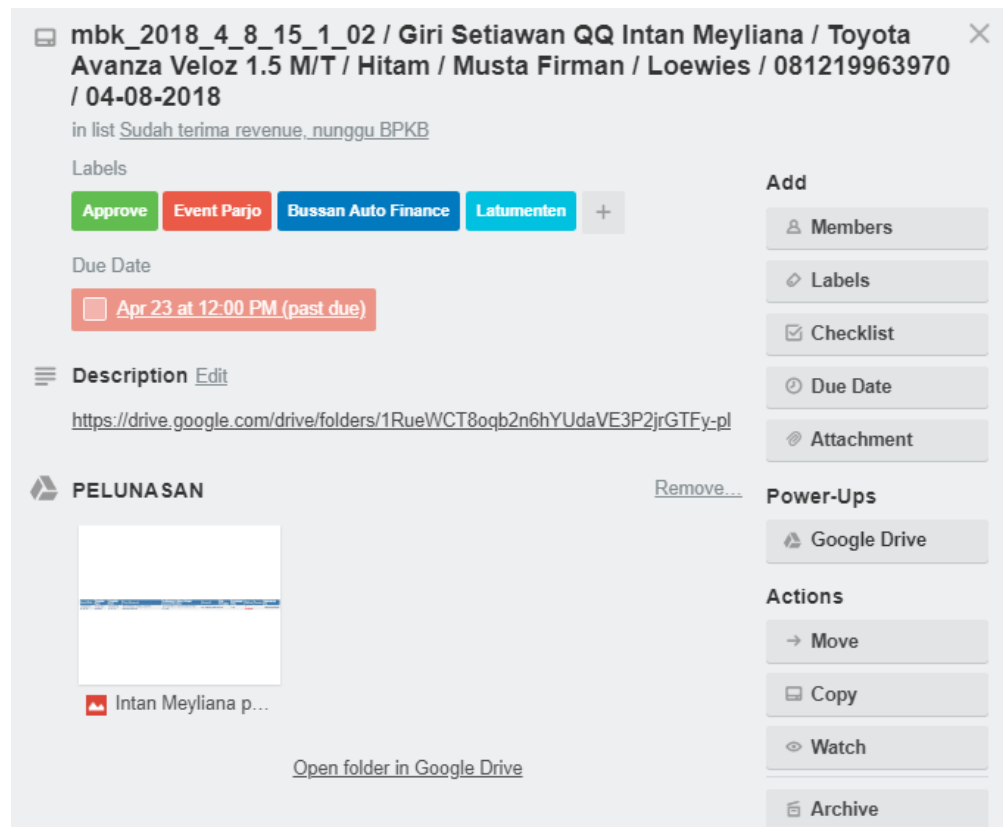 mbk_2018_4_8_15_1_02 / Giri Setiawan QQ Intan Meyliana / Toyota
Avanza Veloz 1.5 M/T / Hitam / Musta Firman / Loewies / 081219963970
/ 04-08-2018
in list Sudah terima revenue, nunggu BPKB
Labels
Approve Event Parjo Bussan Auto Finance Latumenten +
Due Date
Apr 23 at 12:00 PM (past due)
Description Edit
https://drive.google.com/drive/folders/1RueWCT8oqb2n6hYUdaVE3P2jrGTFy-pl
PELUNASAN Remove...
Intan Meyliana p...
Open folder in Google Drive
Add
Members
Labels
Checklist
Due Date
Attachment
Power-Ups
Google Drive
Actions
Move
Copy
Watch
Archive